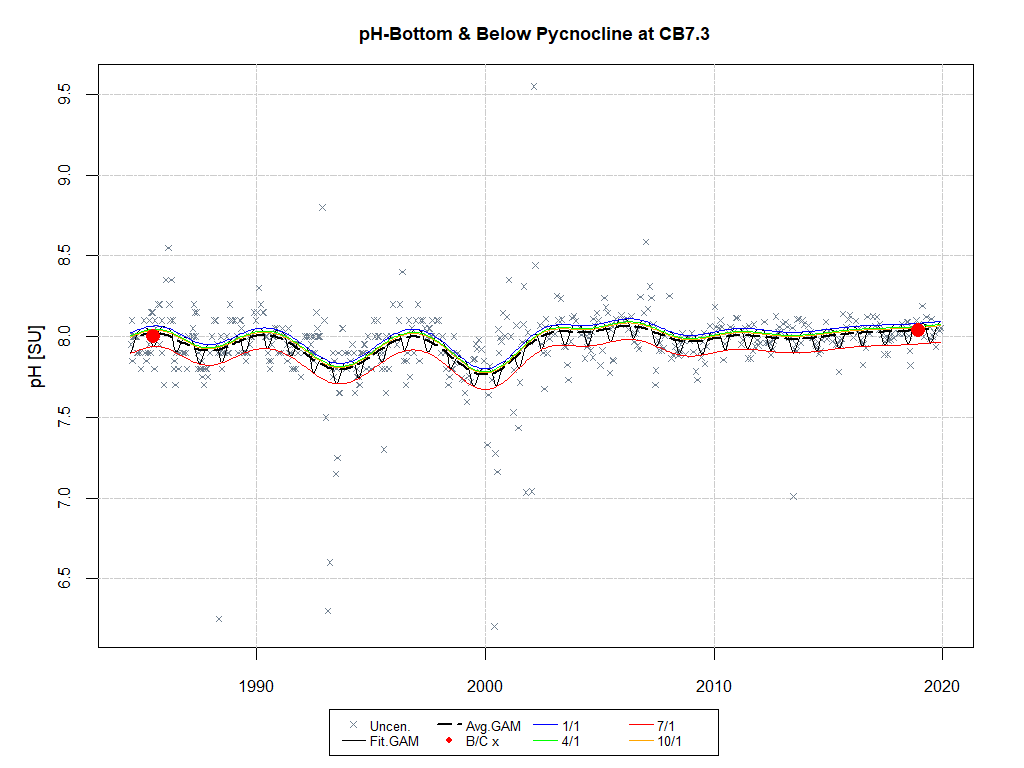 pH-Bottom & Below Pycnocline at CB7.3
pH [SU]
9.5
9.0
8.5
8.0
7.5
7.0
6.5
1990 2000 2010 2020
Uncen. Avg.GAM 1/1 7/1
Fit.GAM B/C x 4/1 10/1